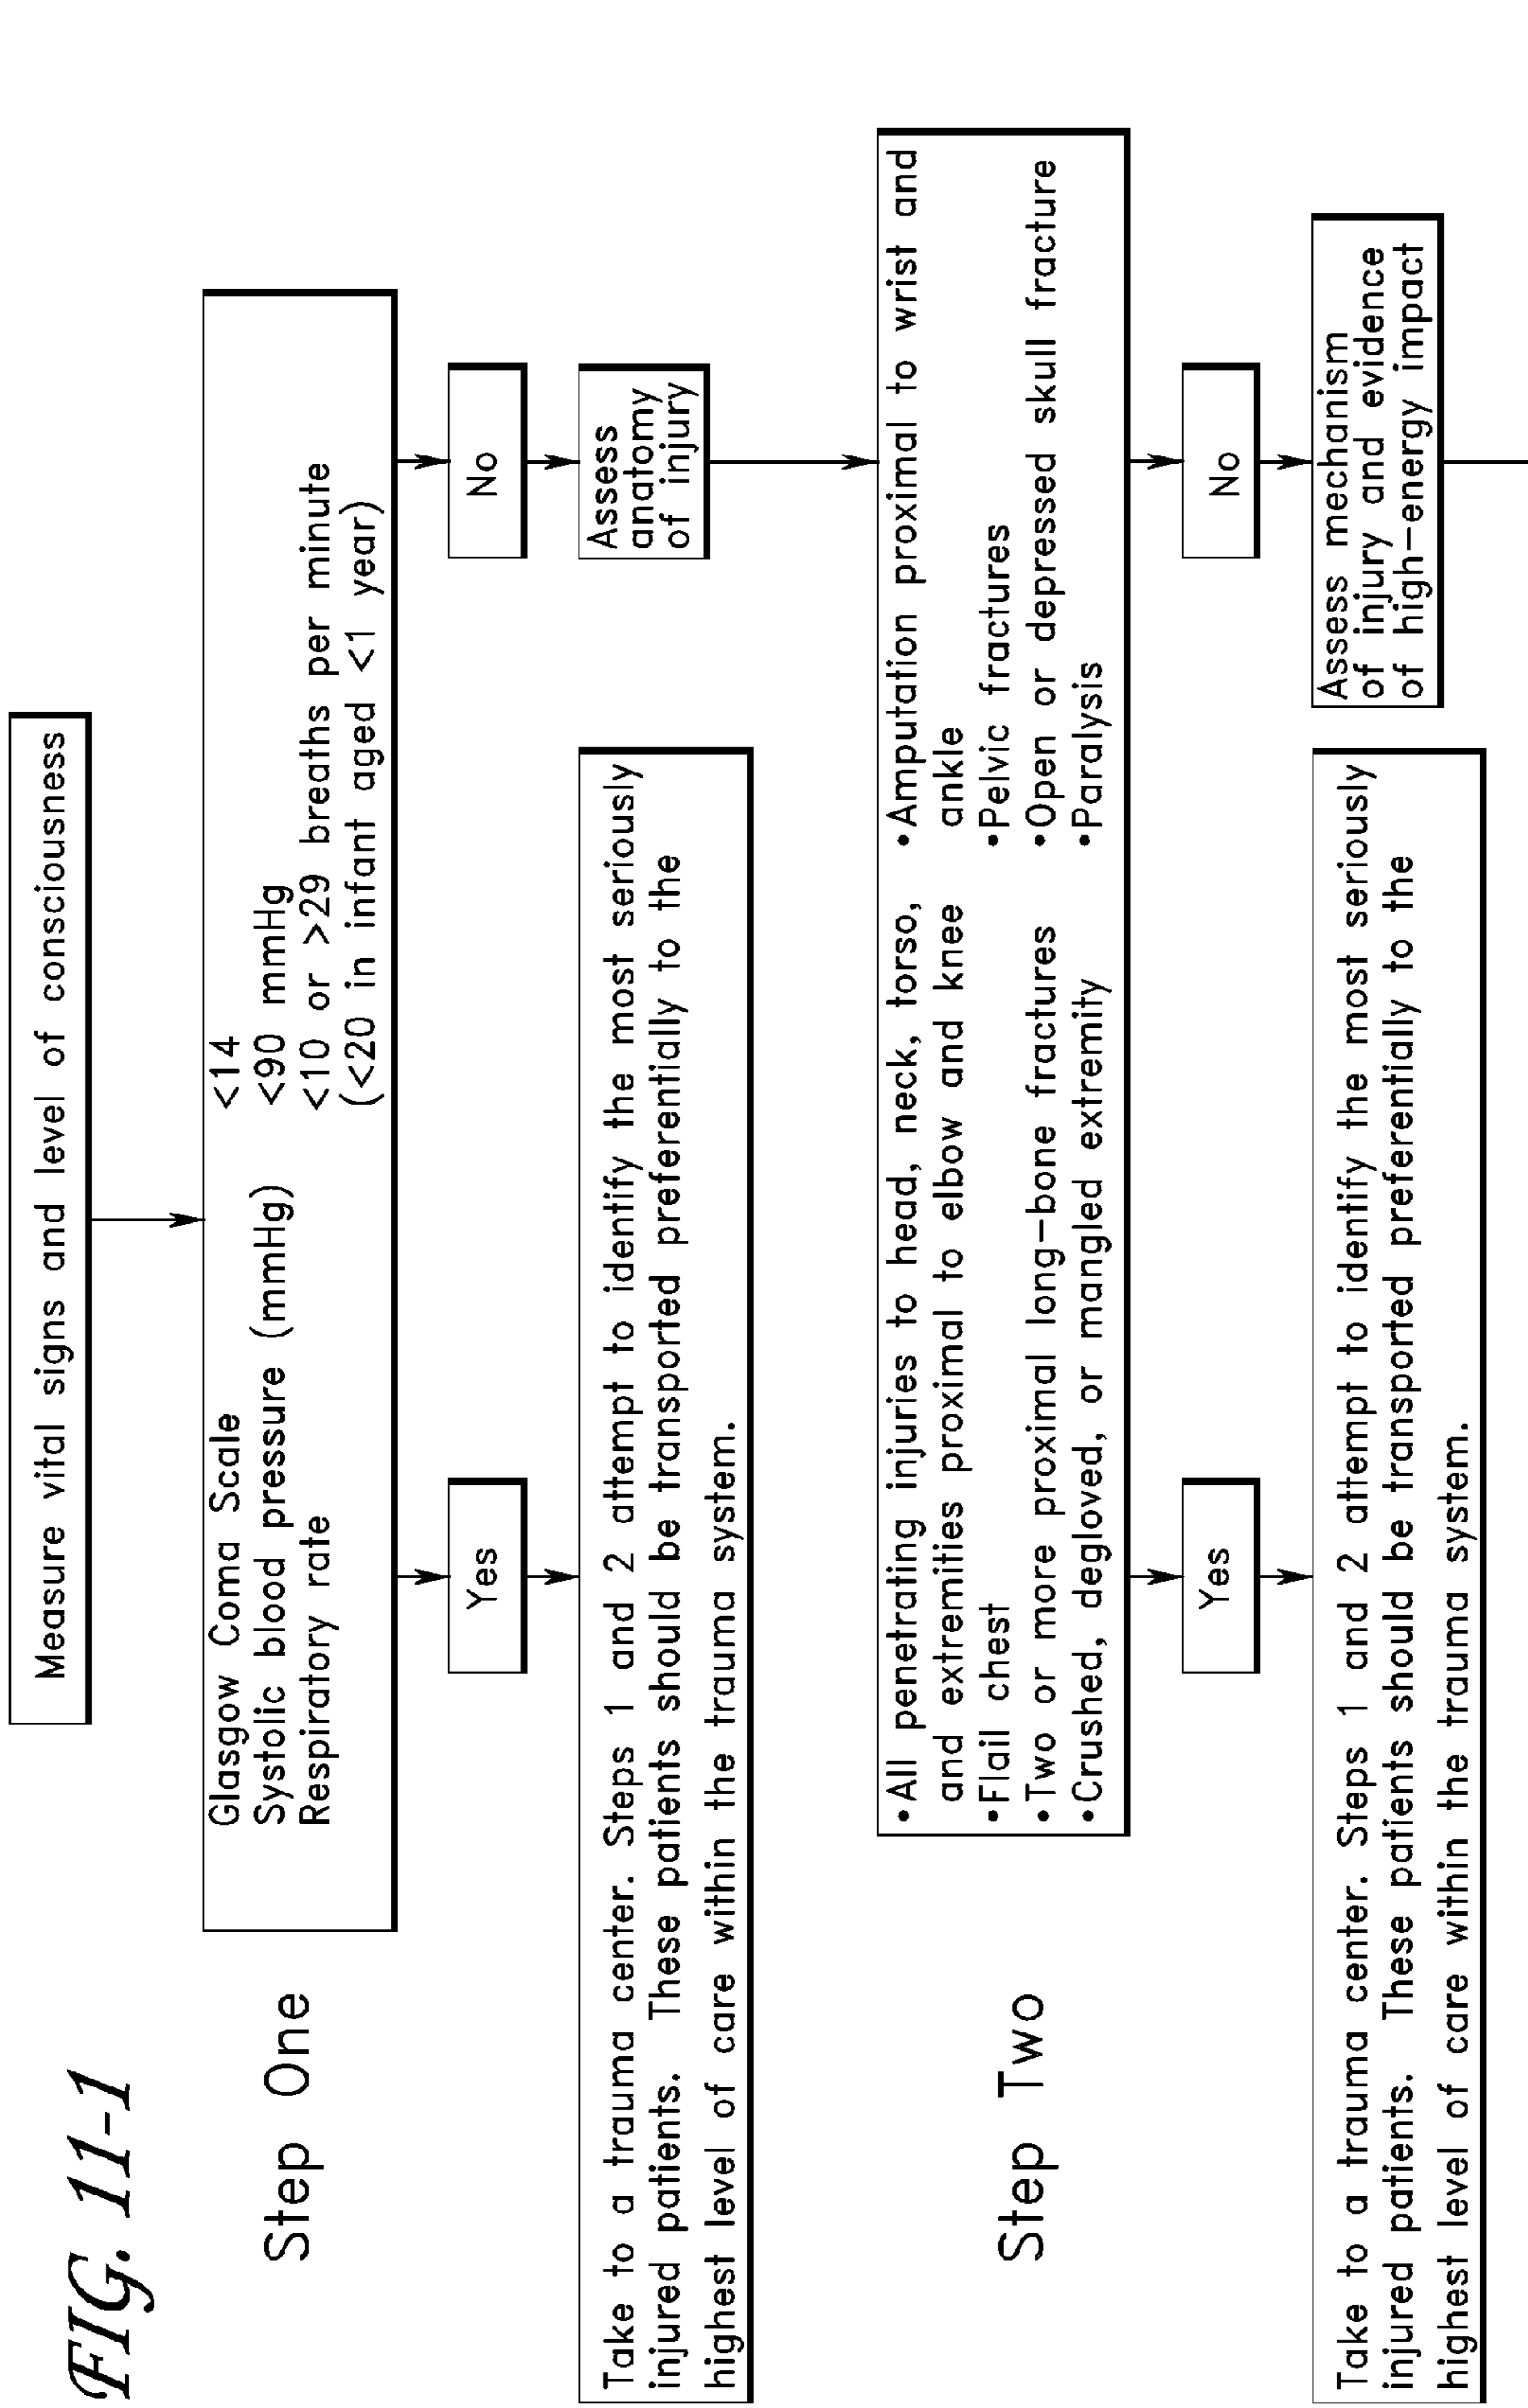 FIG. 11-1
Measure vital signs and level of consciousness
Step One
Glasgow Coma Scale <14
Systolic blood pressure (mmHg) <90 mmHg
Respiratory rate <10 or >29 breaths per minute
(<20 in infant aged <1 year)
Yes
No
Take to a trauma center. Steps 1 and 2 attempt to identify the most seriously
injured patients. These patients should be transported preferentially to the
highest level of care within the trauma system.
Assess
anatomy
of injury
Step Two
•All penetrating injuries to head, neck, torso,
and extremities proximal to elbow and knee
•Flail chest
•Two or more proximal long-bone fractures
•Crushed, degloved, or mangled extremity
•Amputation proximal to wrist and
ankle
•Pelvic fractures
•Open or depressed skull fracture
•Paralysis
Yes
No
Take to a trauma center. Steps 1 and 2 attempt to identify the most seriously
injured patients. These patients should be transported preferentially to the
highest level of care within the trauma system.
Assess mechanism
of injury and evidence
of high-energy impact